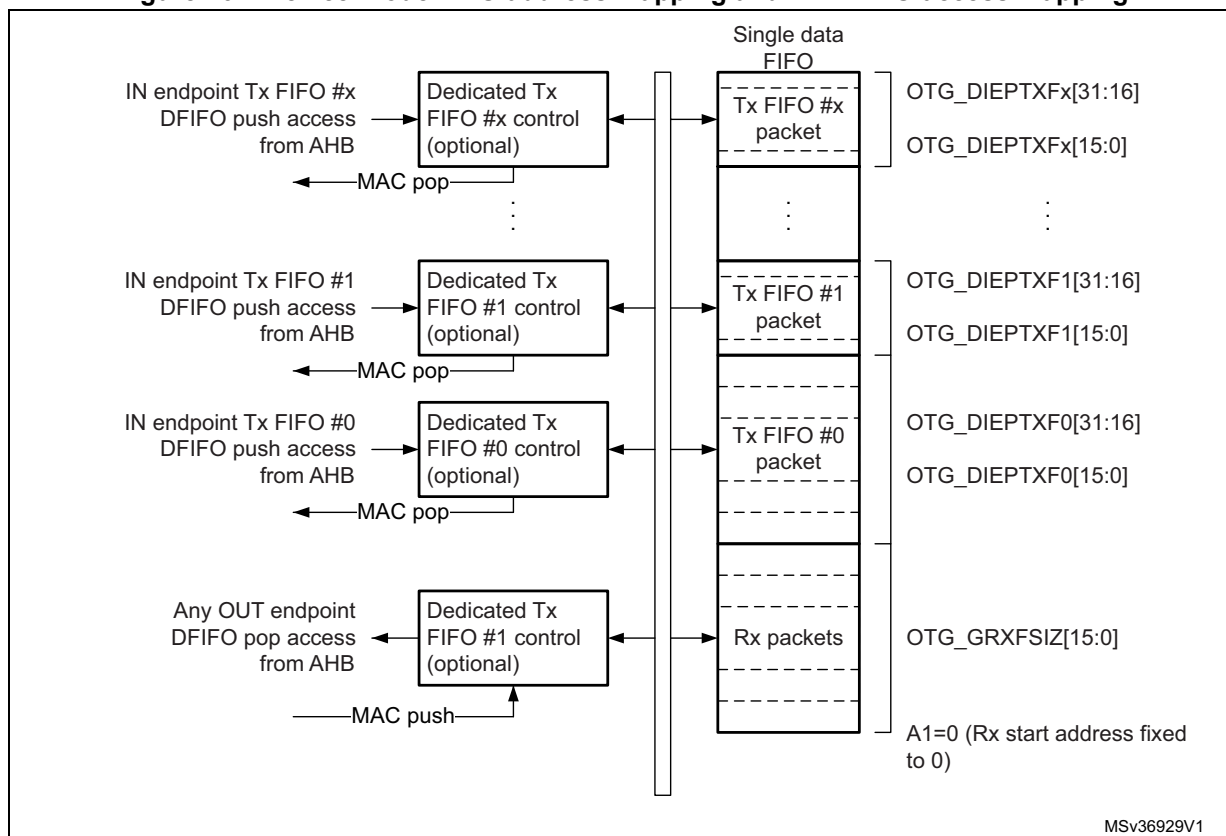 Single data
FIFO
IN endpoint Tx FIFO #x
DFIFO push access
from AHB
Dedicated Tx
FIFO #x control
(optional)
MAC pop
Tx FIFO #x
packet
OTG_DIEPTXFx[31:16]
OTG_DIEPTXFx[15:0]
IN endpoint Tx FIFO #1
DFIFO push access
from AHB
Dedicated Tx
FIFO #1 control
(optional)
MAC pop
Tx FIFO #1
packet
OTG_DIEPTXF1[31:16]
OTG_DIEPTXF1[15:0]
IN endpoint Tx FIFO #0
DFIFO push access
from AHB
Dedicated Tx
FIFO #0 control
(optional)
MAC pop
Tx FIFO #0
packet
OTG_DIEPTXF0[31:16]
OTG_DIEPTXF0[15:0]
Any OUT endpoint
DFIFO pop access
from AHB
Dedicated Tx
FIFO #1 control
(optional)
MAC push
Rx packets
OTG_GRXFSIZ[15:0]
A1=0 (Rx start address fixed
to 0)
MSv36929V1